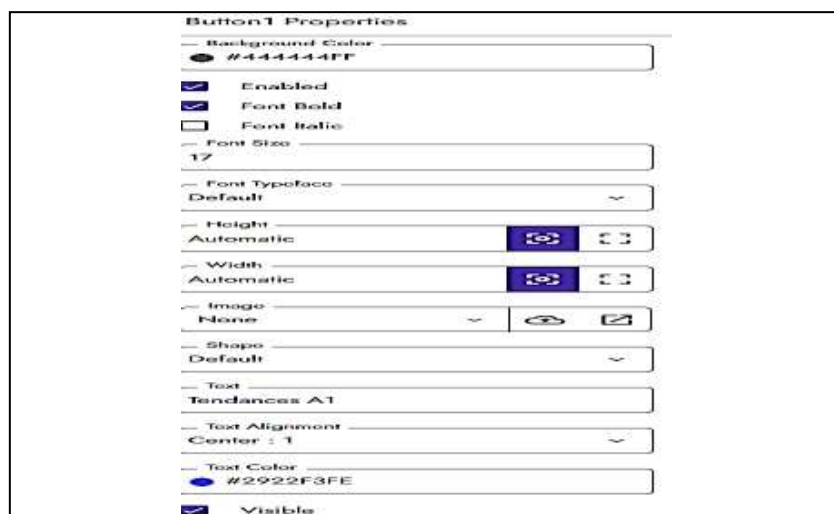 Button1 Properties
Background Color
#444444FF
Enabled
Font Bold
Font Italic
Font Size
17
Font Typeface
Default
Height
Automatic
Width
Automatic
Image
None
Shape
Default
Text
Tendances A1
Text Alignment
Center : 1
Text Color
#2922F3FE
Visible